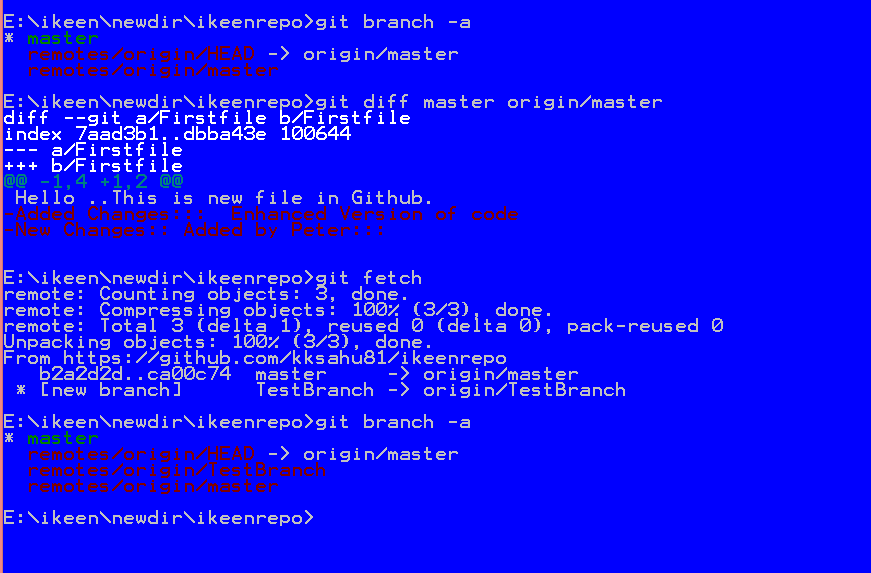 E:\ikeen\newdir\ikeenrepo>git branch -a
* master
  remotes/origin/HEAD -> origin/master
  remotes/origin/master
E:\ikeen\newdir\ikeenrepo>git diff master origin/master
diff --git a/Firstfile b/Firstfile
index 7aad3b1..dbba43e 100644
--- a/Firstfile
+++ b/Firstfile
@@ -1,4 +1,2 @@
 Hello ..This is new file in Github.
-Added Changes:::  Enhanced Version of code
-New Changes:: Added by Peter:::
E:\ikeen\newdir\ikeenrepo>git fetch
remote: Counting objects: 3, done.
remote: Compressing objects: 100% (3/3), done.
remote: Total 3 (delta 1), reused 0 (delta 0), pack-reused 0
Unpacking objects: 100% (3/3), done.
From https://github.com/kksahu81/ikeenrepo
   b2a2d2d..ca00c74  master     -> origin/master
 * [new branch]      TestBranch -> origin/TestBranch
E:\ikeen\newdir\ikeenrepo>git branch -a
* master
  remotes/origin/HEAD -> origin/master
  remotes/origin/TestBranch
  remotes/origin/master
E:\ikeen\newdir\ikeenrepo>